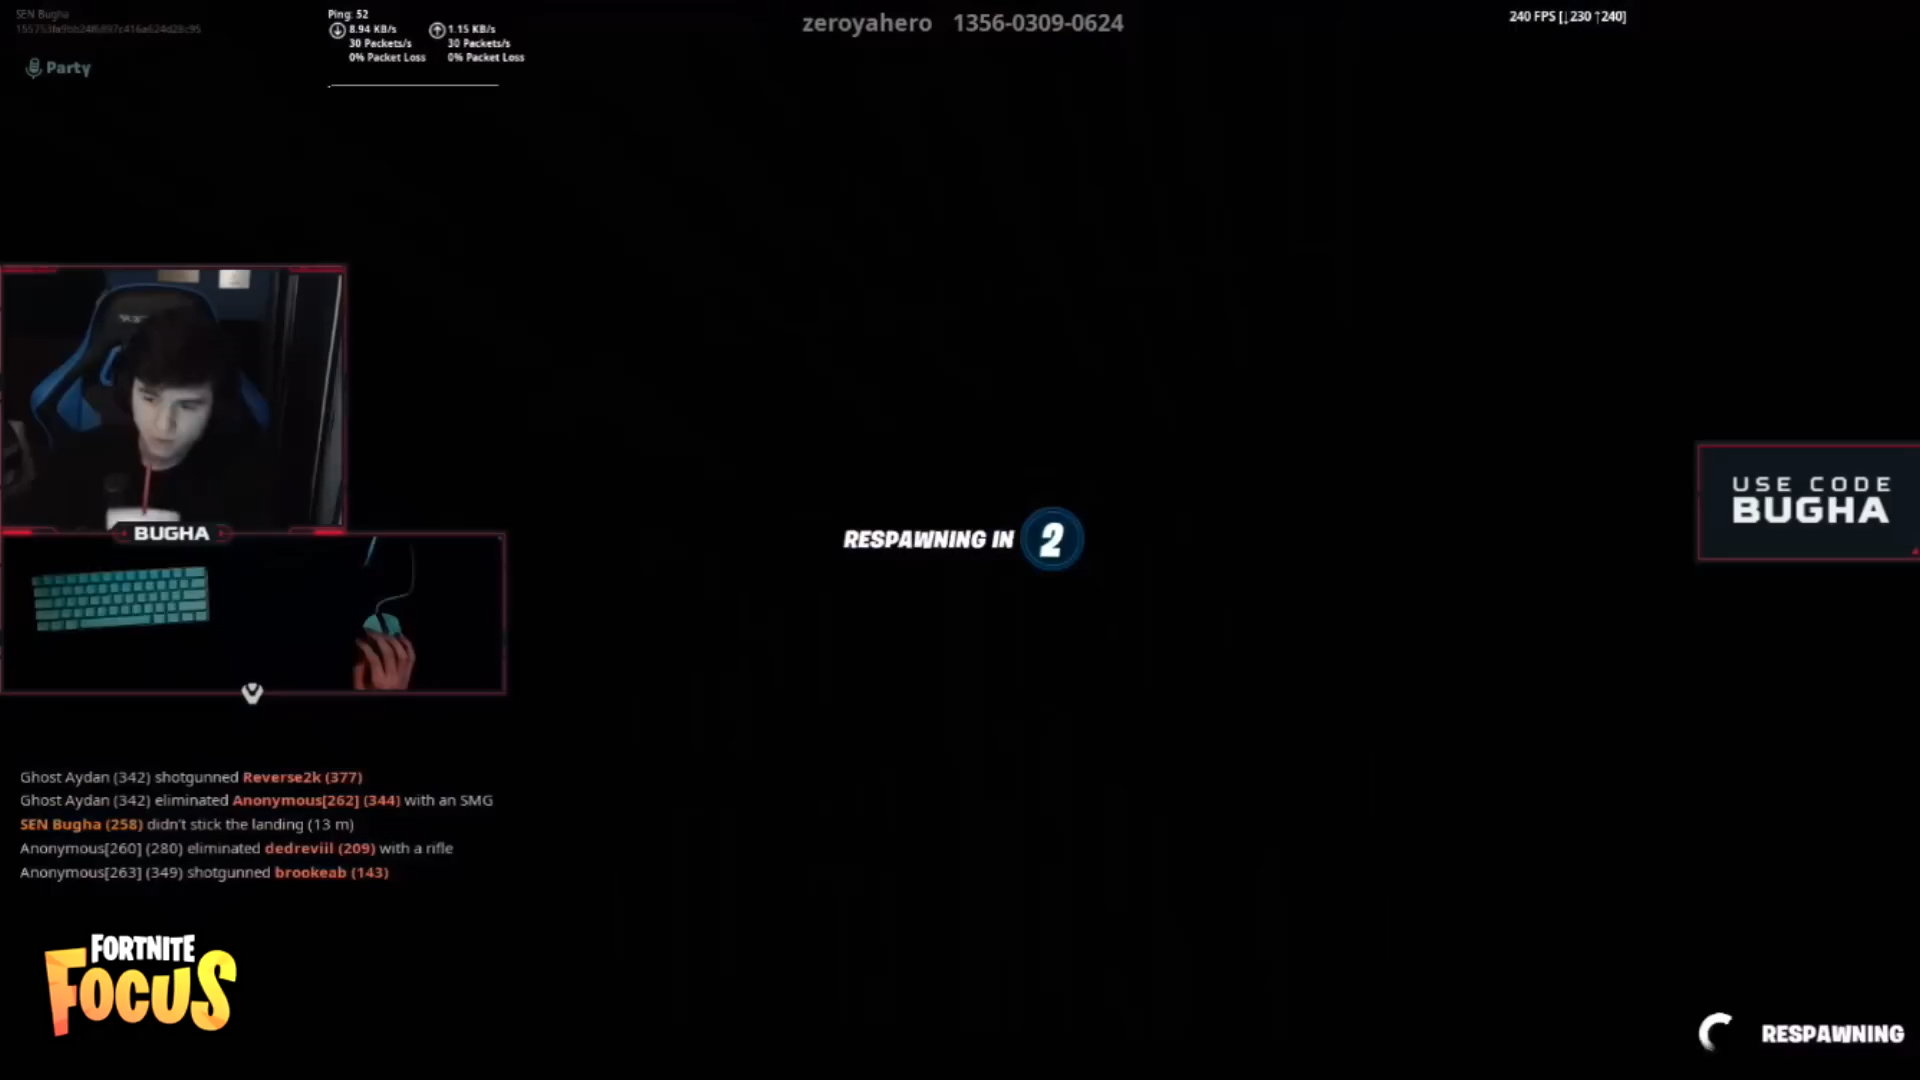 SEN Bugha
Party
Ping: 52
8.94 KB/s
30 Packets/s
0% Packet Loss
1.15 KB/s
30 Packets/s
0% Packet Loss
zeroyahero 1356-0309-0624
240 FPS [↓230 ↑240]
BUGHA
RESPAWNING IN 2
USE CODE
BUGHA
Ghost Aydan (342) shotgunned Reverse2k (377)
Ghost Aydan (342) eliminated Anonymous[262] (344) with an SMG
SEN Bugha (258) didn't stick the landing (13 m)
Anonymous[260] (280) eliminated dedreviil (209) with a rifle
Anonymous[263] (349) shotgunned brookeab (143)
FORTNITE
FOCUS
RESPAWNING